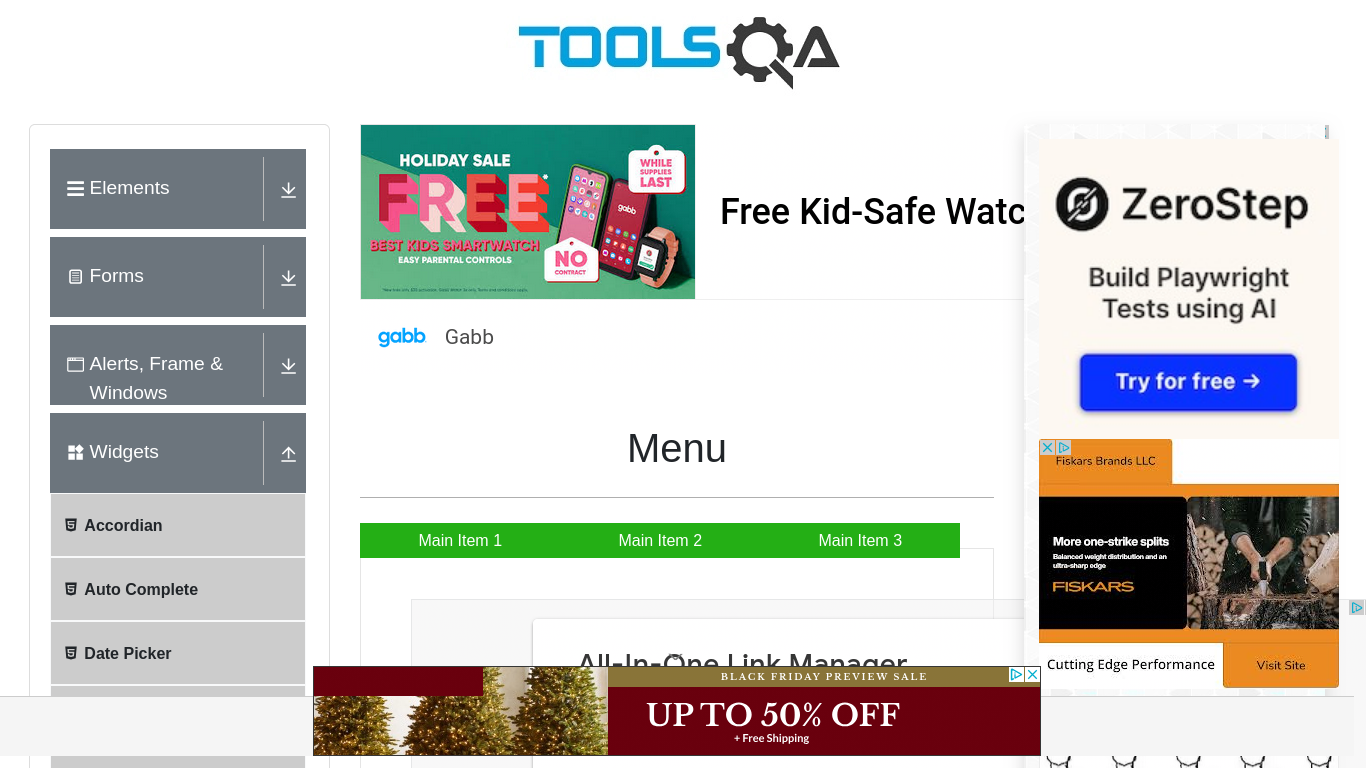 TOOLSQA
Elements
Forms
Alerts, Frame &
Windows
Widgets
Accordian
Auto Complete
Date Picker
HOLIDAY SALE
FREE*
BEST KIDS SMARTWATCH
EASY PARENTAL CONTROLS
WHILE
SUPPLIES
LAST
NO
CONTRACT
gabb
Free Kid-Safe Watc
gabb
Gabb
Menu
Main Item 1
Main Item 2
Main Item 3
All-In-One Link Manager
ZeroStep
Build Playwright
Tests using AI
Try for free →
Fiskars Brands LLC
More one-strike splits
Balanced weight distribution and an
ultra-sharp edge
FISKARS
Cutting Edge Performance
Visit Site
BLACK FRIDAY PREVIEW SALE
UP TO 50% OFF
+ Free Shipping